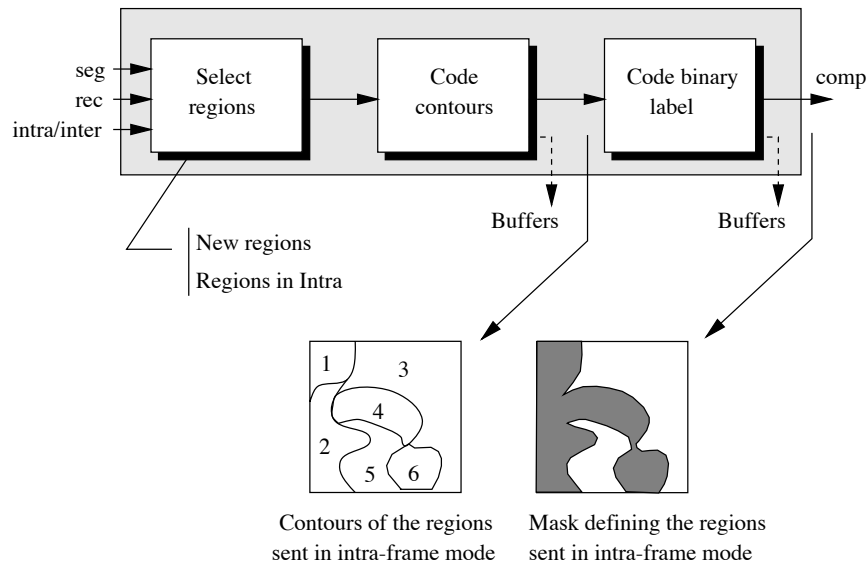 seg
rec
intra/inter
Select
regions
Code
contours
Code binary
label
comp
Buffers
Buffers
New regions
Regions in Intra
1
3
4
2
5
6
Contours of the regions
sent in intra-frame mode
Mask defining the regions
sent in intra-frame mode